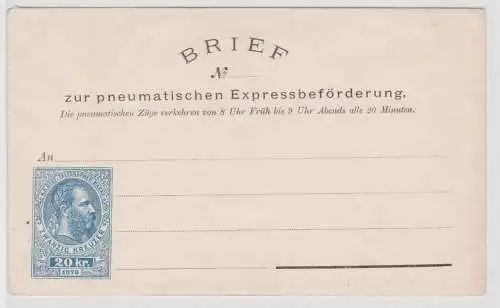 BRIEF
№
zur pneumatischen Expressbeförderung.
Die pneumatischen Züge verkehren von 8 Uhr Früh bis 9 Uhr Abends alle 20 Minuten.
An
ZWANZIG KREUZER
20 kr.
1873